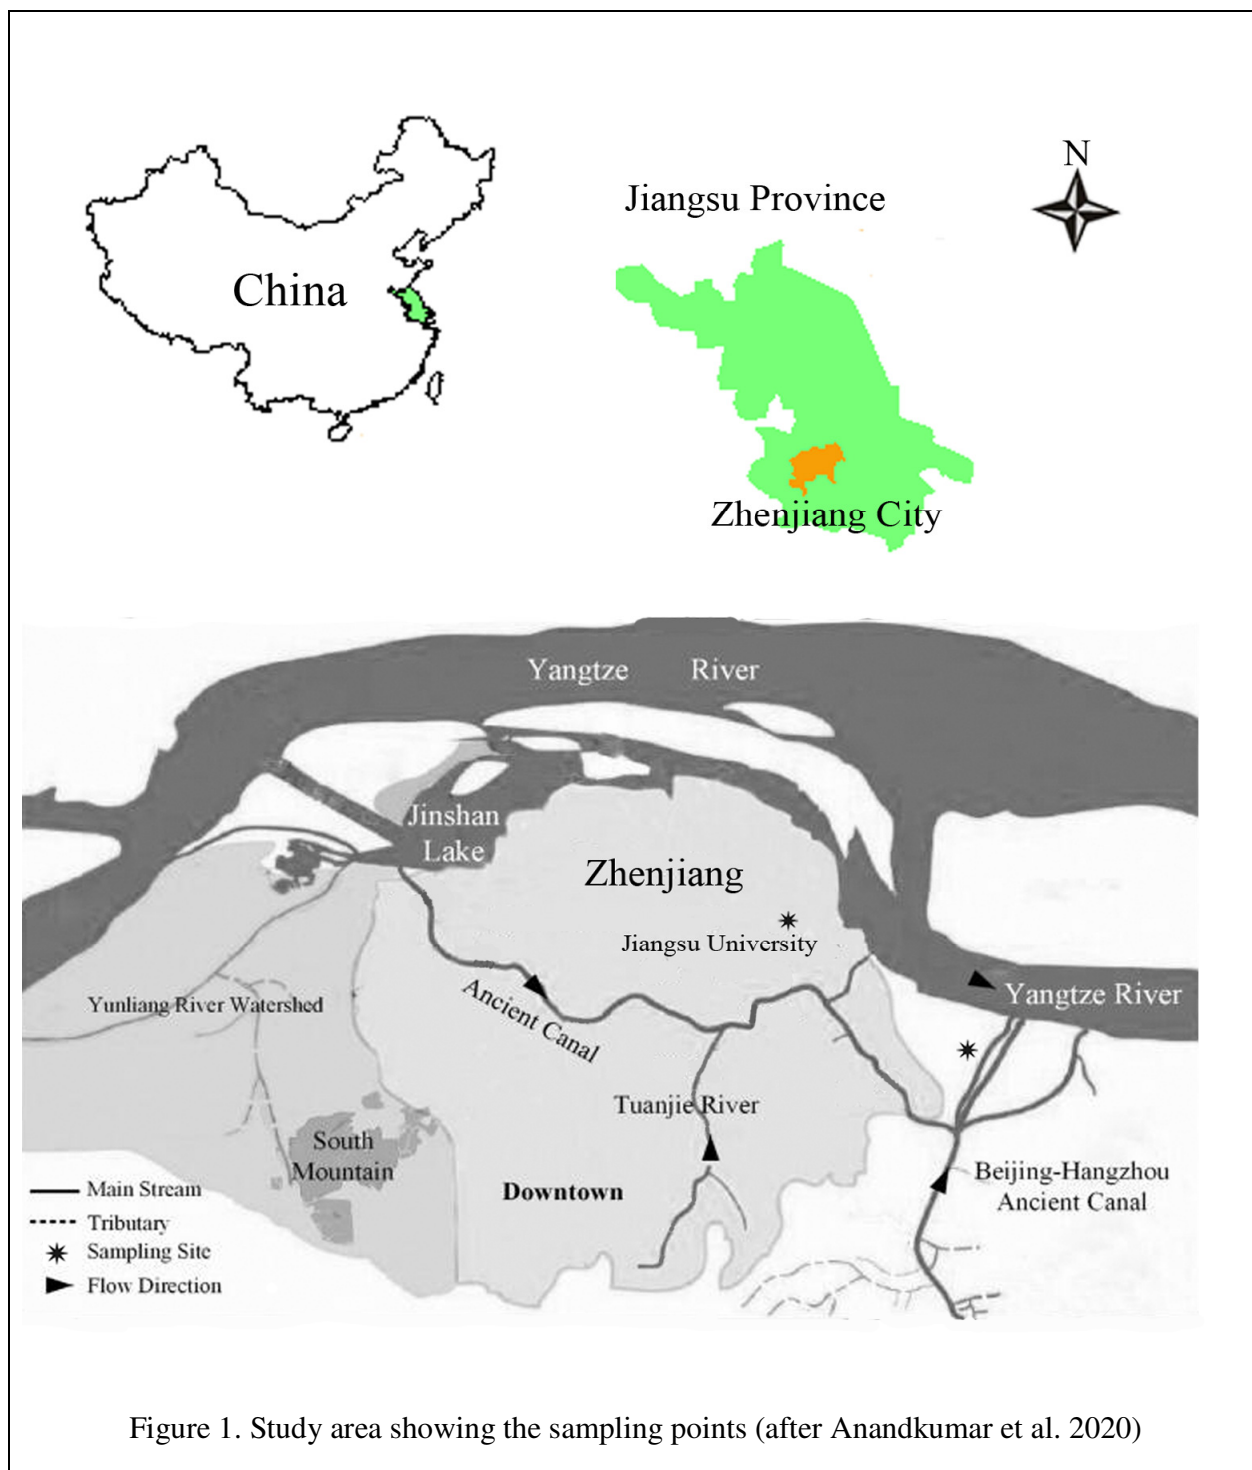 N
Jiangsu Province
China
Zhenjiang City
Yangtze River
Jinshan
Lake
Zhenjiang
Jiangsu University
Ancient Canal
Yangtze River
Yunliang River Watershed
Tuanjie River
South
Mountain
Downtown
Beijing-Hangzhou
Ancient Canal
Main Stream
Tributary
Sampling Site
Flow Direction
Figure 1. Study area showing the sampling points (after Anandkumar et al. 2020)